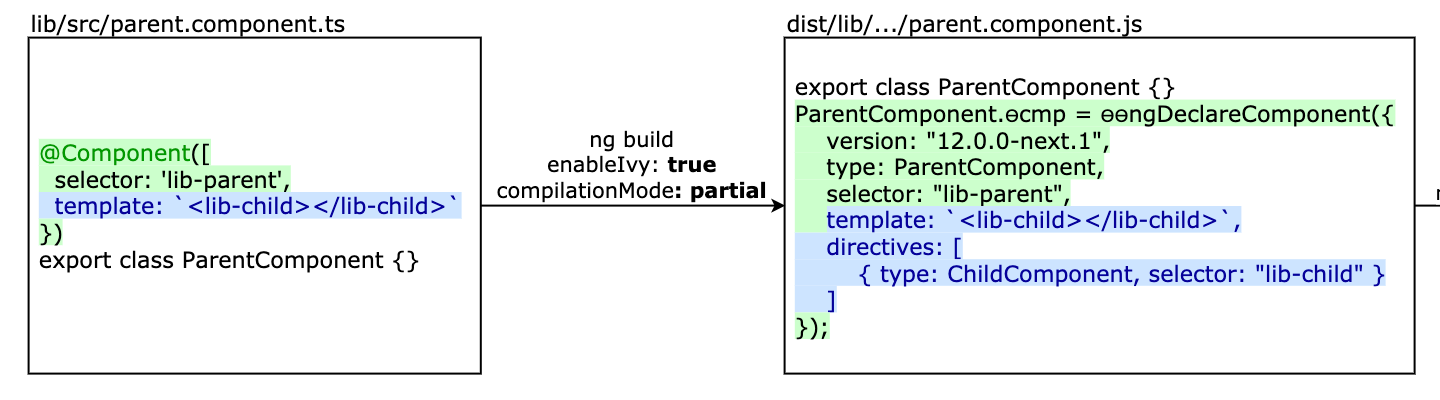 lib/src/parent.component.ts
@Component([
selector: 'lib-parent',
template: `<lib-child></lib-child>`
})
export class ParentComponent {}
ng build
enableIvy: true
compilationMode: partial
dist/lib/.../parent.component.js
export class ParentComponent {}
ParentComponent.ɵcmp = ɵɵngDeclareComponent({
version: "12.0.0-next.1",
type: ParentComponent,
selector: "lib-parent",
template: `<lib-child></lib-child>`,
directives: [
{ type: ChildComponent, selector: "lib-child" }
]
});